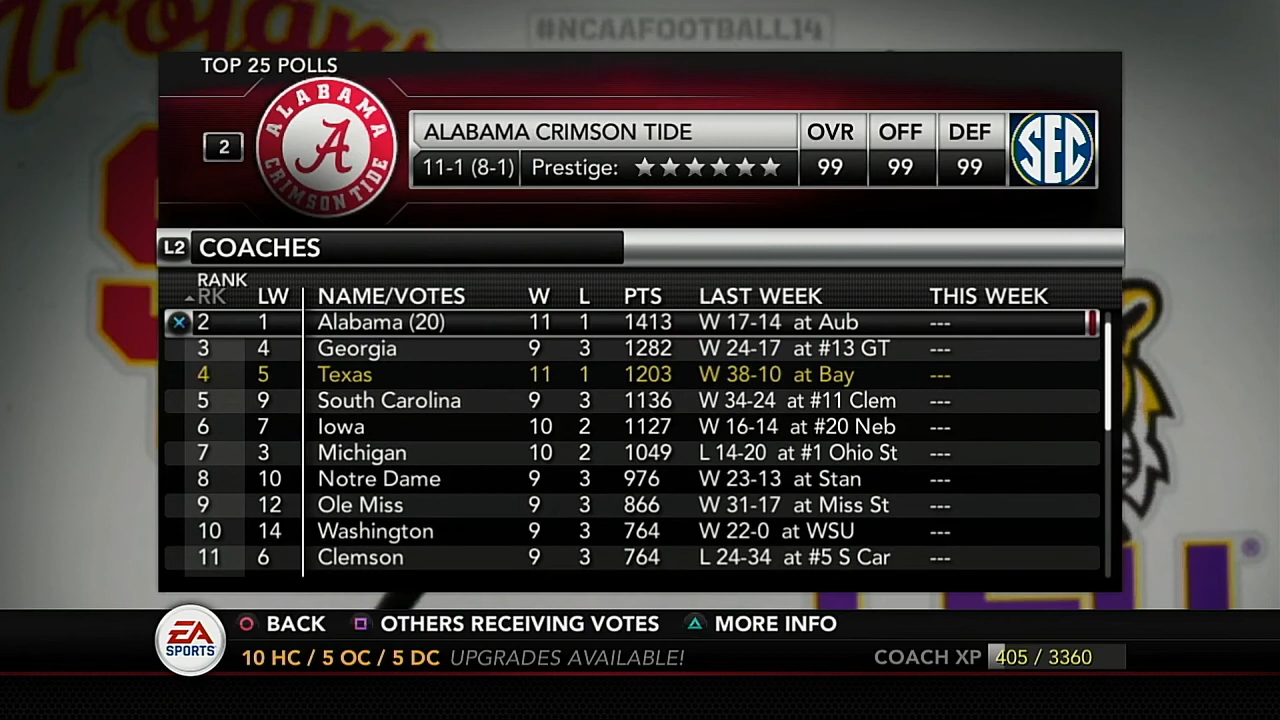 Trojans
#NCAAFOOTBALL14
TOP 25 POLLS
2
ALABAMA
A
CRIMSON TIDE
ALABAMA CRIMSON TIDE OVR OFF DEF
11-1 (8-1) Prestige: ★★★★★★ 99 99 99
SEC
L2 COACHES
RANK
RK LW NAME/VOTES W L PTS LAST WEEK THIS WEEK
2 1 Alabama (20) 11 1 1413 W 17-14 at Aub ---
3 4 Georgia 9 3 1282 W 24-17 at #13 GT ---
4 5 Texas 11 1 1203 W 38-10 at Bay ---
5 9 South Carolina 9 3 1136 W 34-24 at #11 Clem ---
6 7 Iowa 10 2 1127 W 16-14 at #20 Neb ---
7 3 Michigan 10 2 1049 L 14-20 at #1 Ohio St ---
8 10 Notre Dame 9 3 976 W 23-13 at Stan ---
9 12 Ole Miss 9 3 866 W 31-17 at Miss St ---
10 14 Washington 9 3 764 W 22-0 at WSU ---
11 6 Clemson 9 3 764 L 24-34 at #5 S Car ---
EA SPORTS
BACK OTHERS RECEIVING VOTES MORE INFO
10 HC / 5 OC / 5 DC UPGRADES AVAILABLE! COACH XP 405 / 3360